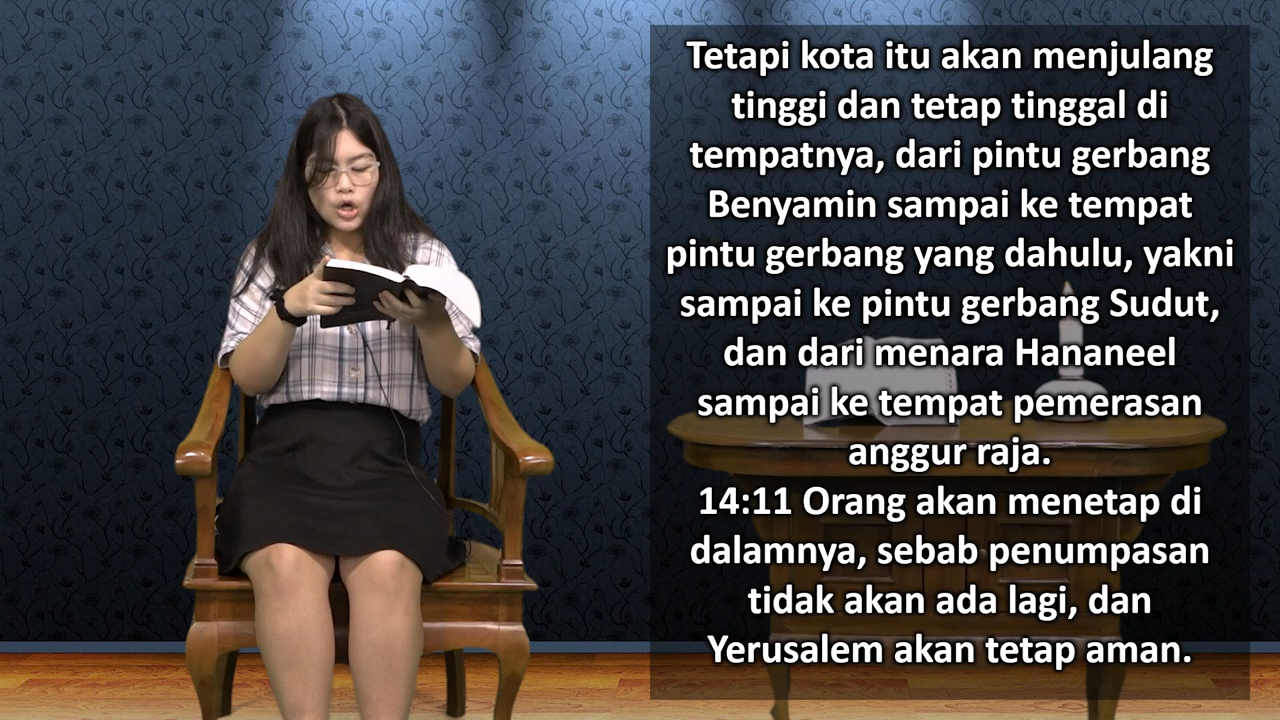 Tetapi kota itu akan menjulang
tinggi dan tetap tinggal di
tempatnya, dari pintu gerbang
Benyamin sampai ke tempat
pintu gerbang yang dahulu, yakni
sampai ke pintu gerbang Sudut,
dan dari menara Hananeel
sampai ke tempat pemerasan
anggur raja.
14:11 Orang akan menetap di
dalamnya, sebab penumpasan
tidak akan ada lagi, dan
Yerusalem akan tetap aman.